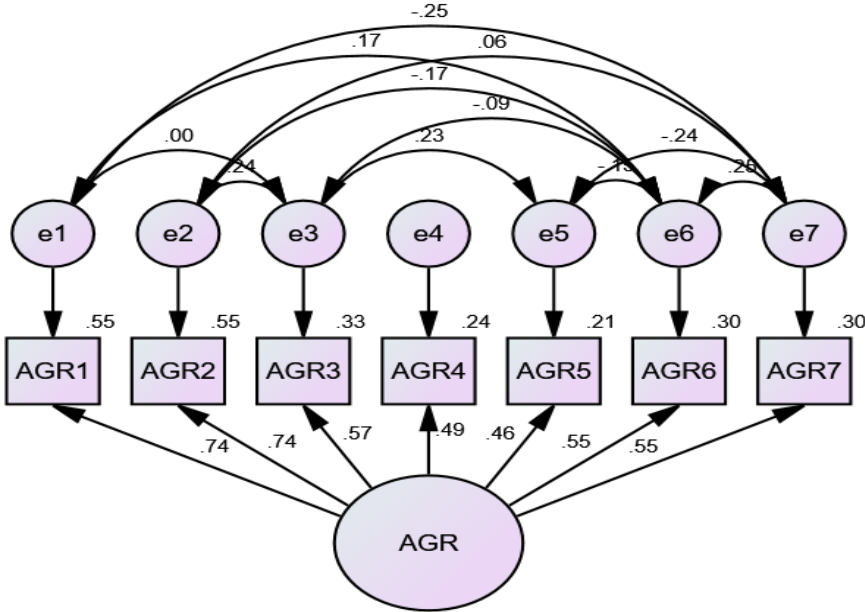 -.25
.17 .06
-.17
-.09
.00 .23 -.24
.24 -.13 .25
e1 e2 e3 e4 e5 e6 e7
.55 .55 .33 .24 .21 .30 .30
AGR1 AGR2 AGR3 AGR4 AGR5 AGR6 AGR7
.74 .74 .57 .49 .46 .55 .55
AGR